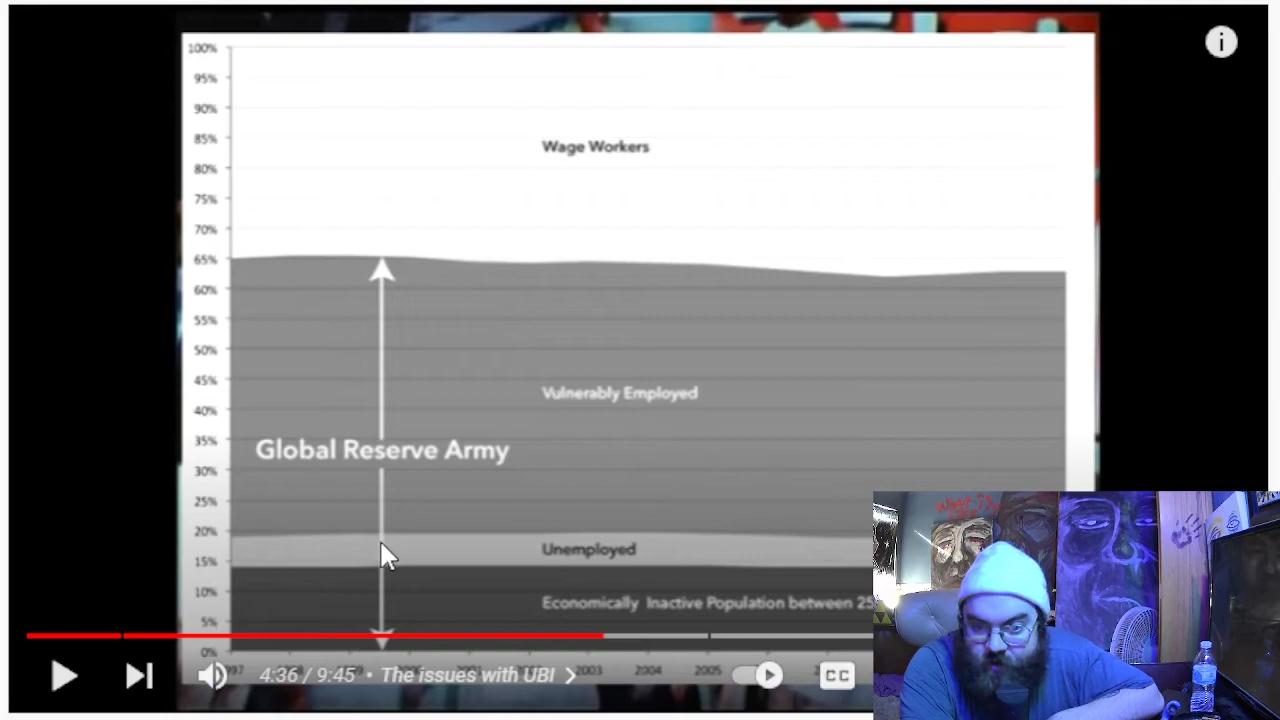 100%
95%
90%
85%
Wage Workers
80%
75%
70%
65%
60%
55%
50%
45%
Vulnerably Employed
40%
35%
Global Reserve Army
30%
25%
20%
Unemployed
15%
10%
Economically Inactive Population between 25
5%
0%
2003 2004 2005
4:36 / 9:45 • The issues with UBI >
CC
i